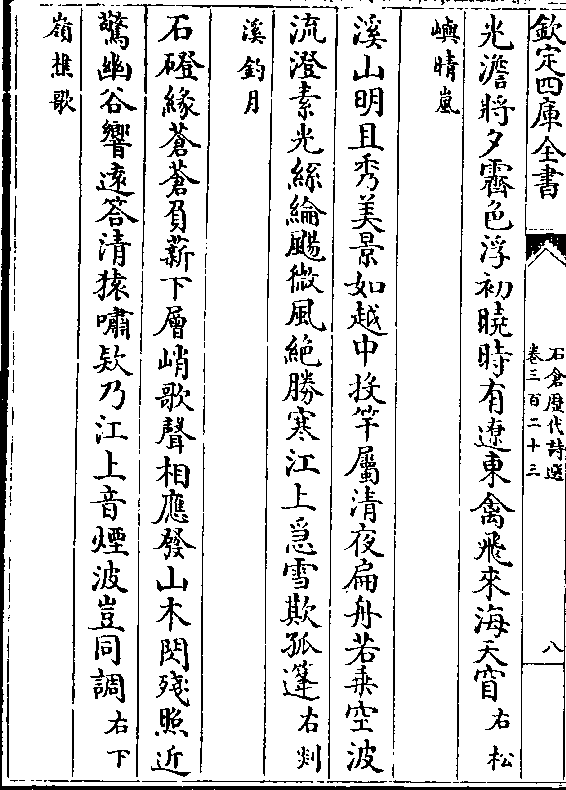 欽定四庫全書
石倉歷代詩選
卷三百二十三
八
光澹將夕霽色浮初曉時有遼東禽飛來海天窅右松
嶼晴嵐
溪山明且秀美景如越中投竿屬清夜扁舟若乗空波
流澄素光絲綸颺微風絶勝寒江上急雪欺孤篷右剡
溪釣月
石磴緣蒼蒼負薪下層峭歌聲相應發山木閃殘照近
驚幽谷響遠答清猿嘯欵乃江上音煙波豈同調右下
嶺樵歌